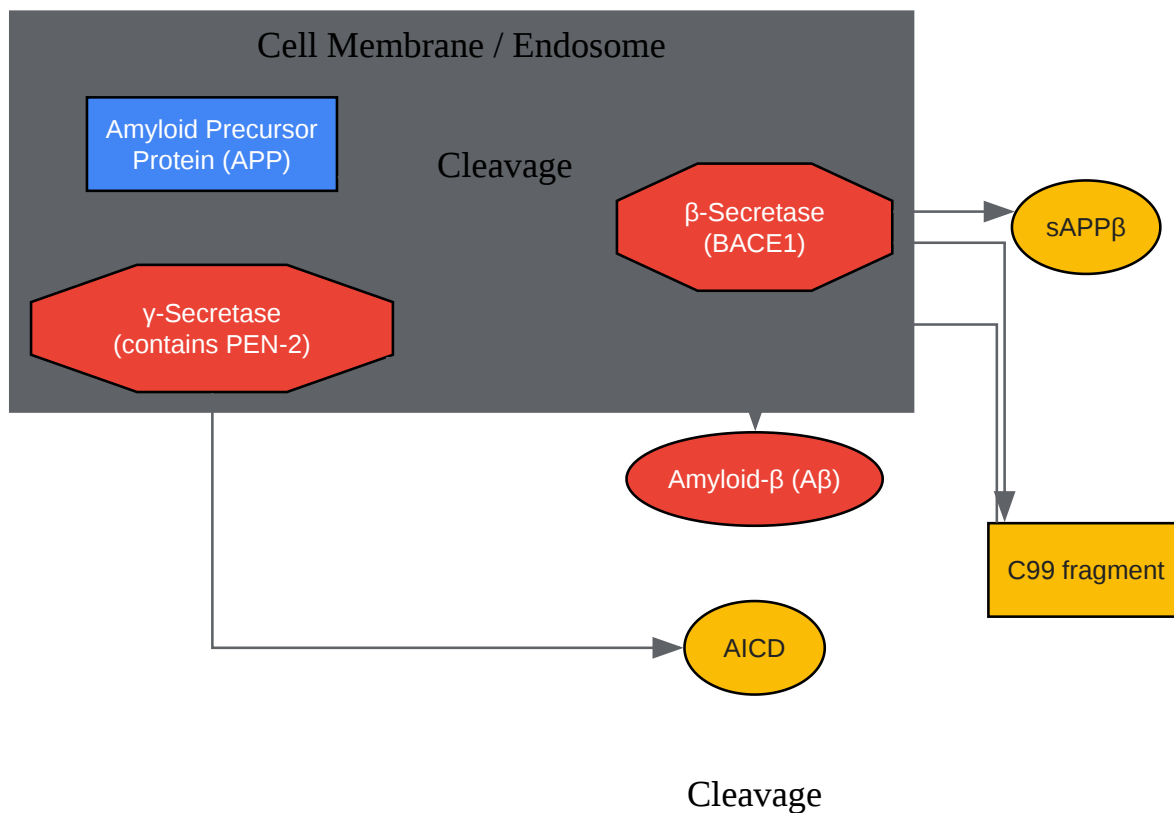 Cell Membrane / Endosome
Amyloid Precursor
Protein (APP)
Cleavage
β-Secretase
(BACE1)
sAPPβ
γ-Secretase
(contains PEN-2)
Amyloid-β (Aβ)
C99 fragment
AICD
Cleavage